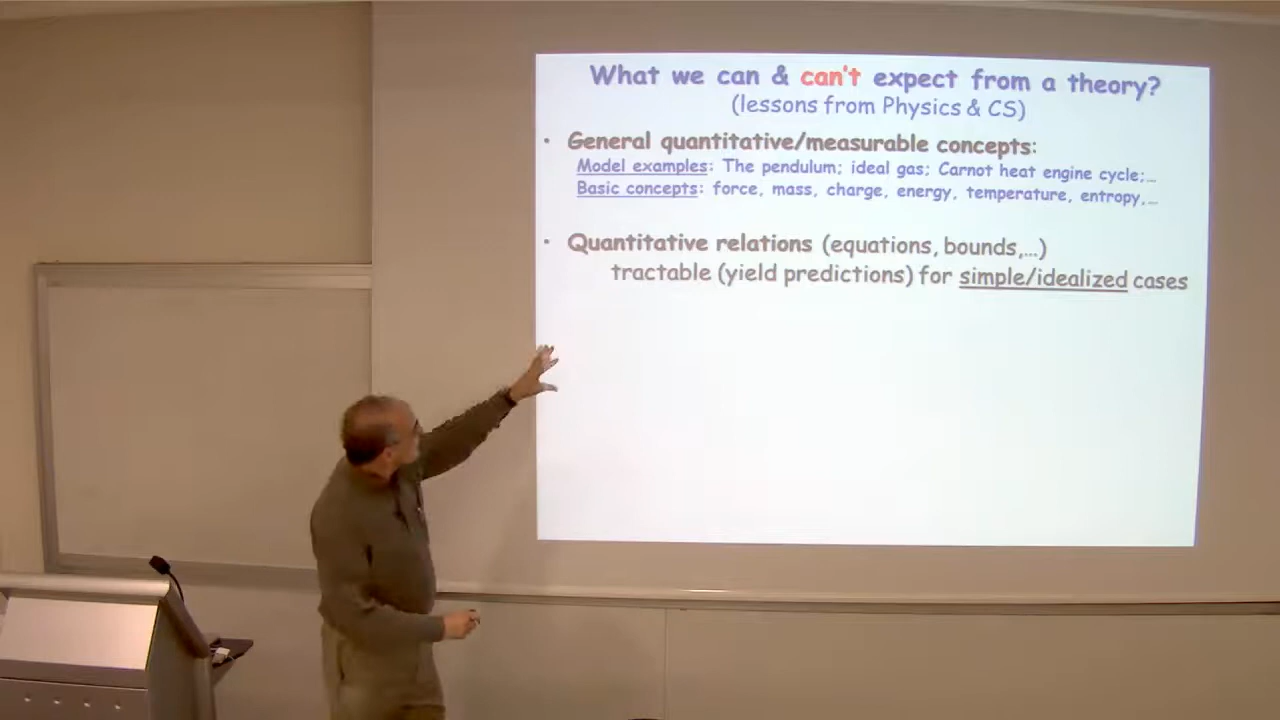 What we can & can't expect from a theory?
(lessons from Physics & CS)
• General quantitative/measurable concepts:
Model examples: The pendulum; ideal gas; Carnot heat engine cycle;…
Basic concepts: force, mass, charge, energy, temperature, entropy,…
• Quantitative relations (equations, bounds,…)
tractable (yield predictions) for simple/idealized cases